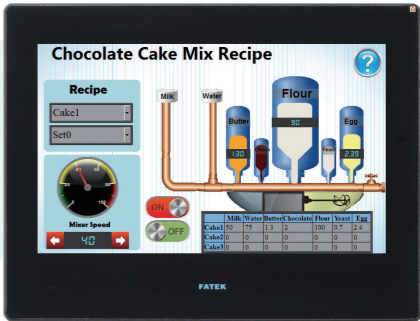 Chocolate Cake Mix Recipe
?
Recipe
Cake1
Set0
Mixer Speed
40
ON
OFF
Milk
Water
Butter
1.30
Flour
90
Yeast
Egg
2.39
Milk Water Butter Chocolate Flour Yeast Egg
Cake1 50 75 1.3 2 100 0.7 2.4
Cake2 0 0 0 0 0 0 0
Cake3 0 0 0 0 0 0 0
FATEK